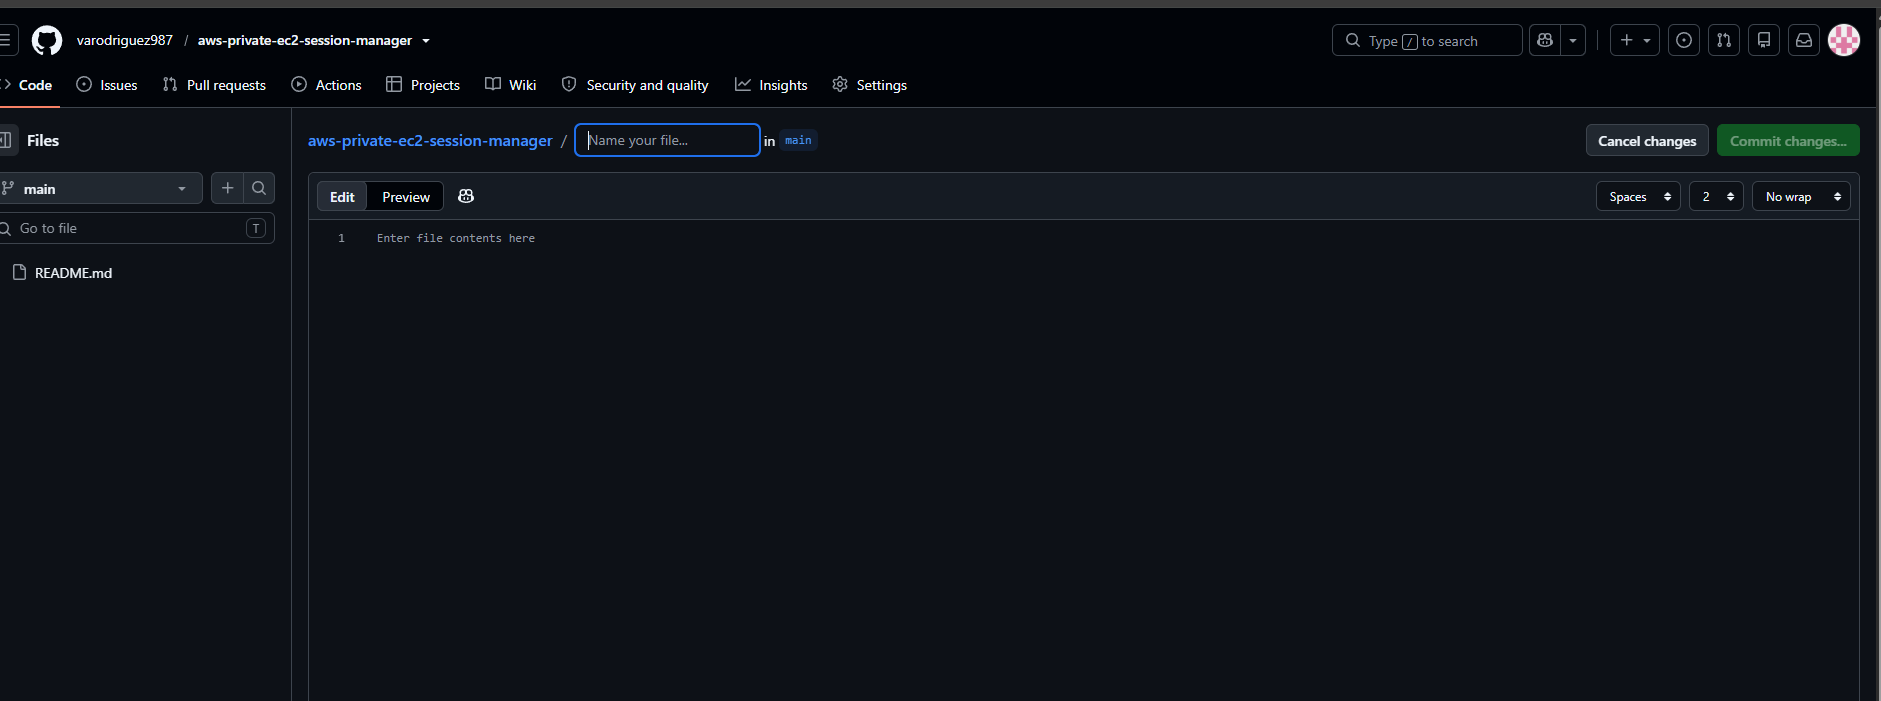 varodriguez987 / aws-private-ec2-session-manager
Type / to search
Code Issues Pull requests Actions Projects Wiki Security and quality Insights Settings
Files
aws-private-ec2-session-manager / Name your file... in main
Cancel changes Commit changes...
main
Edit Preview
Spaces 2 No wrap
Go to file T
1 Enter file contents here
README.md